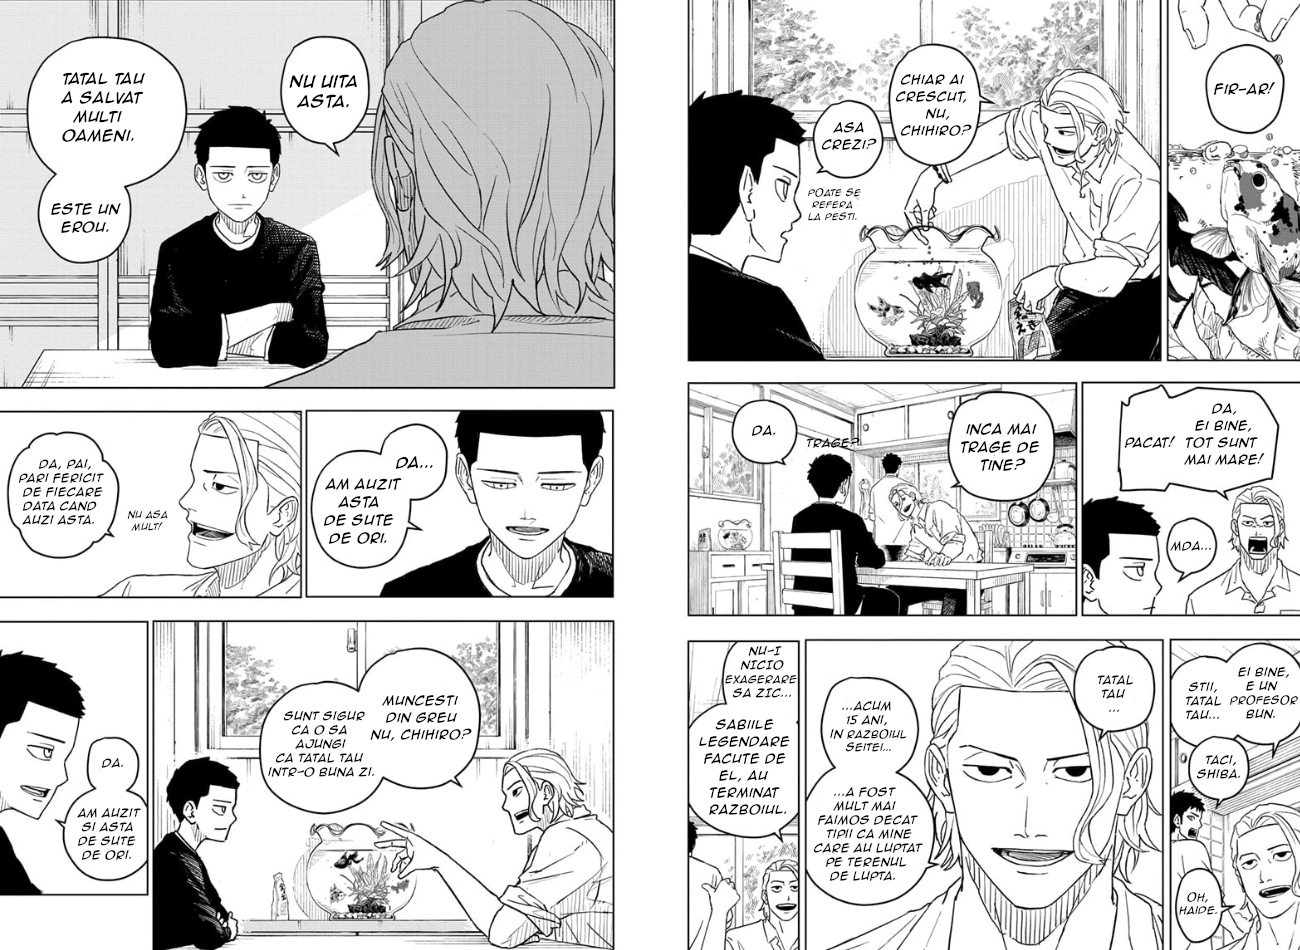 FIR-AR!
CHIAR AI
CRESCUT,
NU,
CHIHIRO?
ASA
CREZI?
POATE SE
REFERA
LA PESTI.
DA,
EI BINE,
TOT SUNT
MAI MARE!
PACAT!
MDA...
INCA MAI
TRAGE DE
TINE?
TRAGE?
DA.
EI BINE,
E UN
PROFESOR
BUN.
STII,
TATAL
TAU...
TACI,
SHIBA.
OH,
HAIDE.
TATAL
TAU
...
...ACUM
15 ANI,
IN RAZBOIUL
SEITEI...
...A FOST
MULT MAI
FAIMOS DECAT
TIPII CA MINE
CARE AU LUPTAT
PE TERENUL
DE LUPTA.
NU-I
NICIO
EXAGERARE
SA ZIC...
SABIILE
LEGENDARE
FACUTE DE
EL, AU
TERMINAT
RAZBOIUL.
NU UITA
ASTA.
TATAL TAU
A SALVAT
MULTI
OAMENI.
ESTE UN
EROU.
DA...
AM AUZIT
ASTA
DE SUTE
DE ORI.
DA, PAI,
PARI FERICIT
DE FIECARE
DATA CAND
AUZI ASTA.
NU ASA
MULT!
MUNCESTI
DIN GREU
NU, CHIHIRO?
SUNT SIGUR
CA O SA
AJUNGI
CA TATAL TAU
INTR-O BUNA ZI.
DA.
AM AUZIT
SI ASTA
DE SUTE
DE ORI.